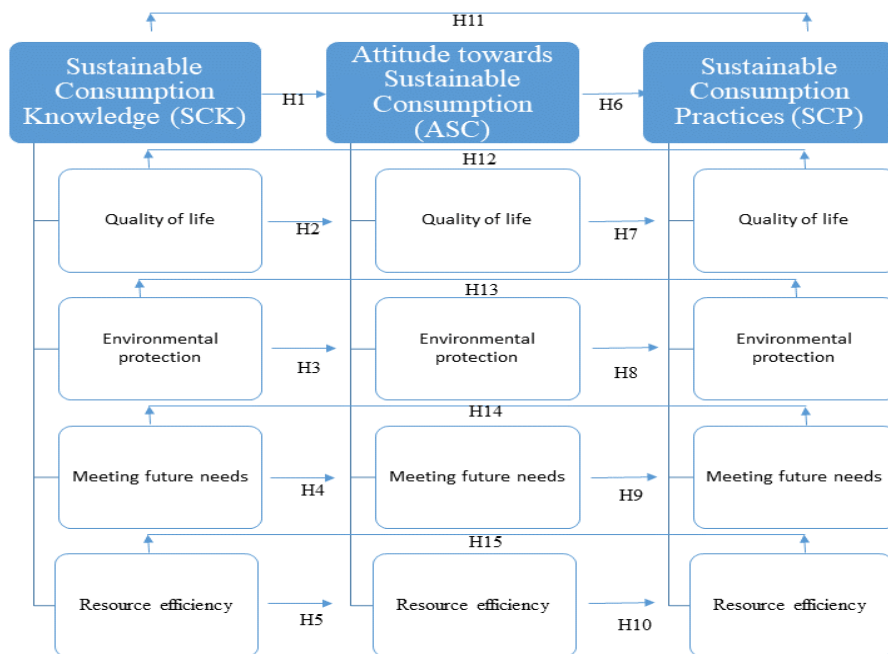 H11
Sustainable
Consumption
Knowledge (SCK)
H1
Attitude towards
Sustainable
Consumption
(ASC)
H6
Sustainable
Consumption
Practices (SCP)
H12
Quality of life
H2
Quality of life
H7
Quality of life
H13
Environmental
protection
H3
Environmental
protection
H8
Environmental
protection
H14
Meeting future needs
H4
Meeting future needs
H9
Meeting future needs
H15
Resource efficiency
H5
Resource efficiency
H10
Resource efficiency